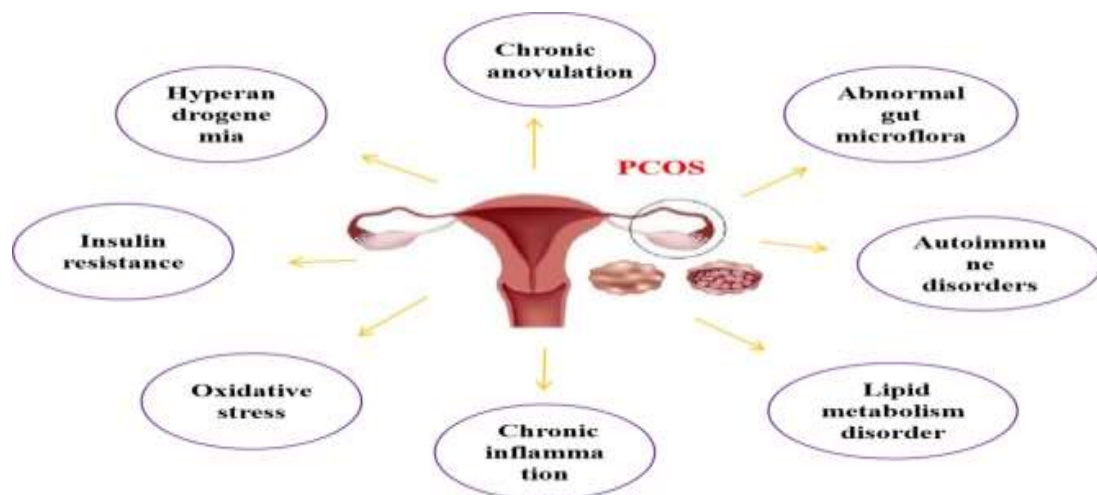 Chronic
anovulation
Hyperan
drogene
mia
Abnormal
gut
microflora
PCOS
Insulin
resistance
Autoimmu
ne
disorders
Oxidative
stress
Chronic
inflamma
tion
Lipid
metabolism
disorder